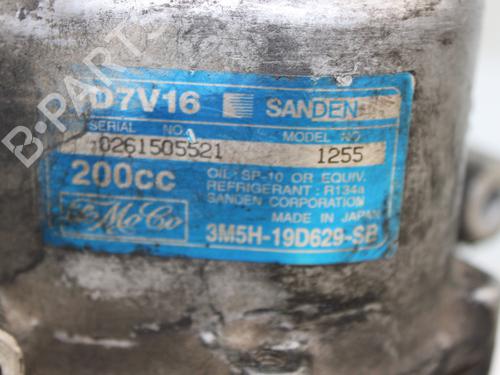 SD7V16 SANDEN
SERIAL NO. MODEL NO
0261505521 1255
200cc OIL: SP-10 OR EQUIV.
REFRIGERANT: R134a
SANDEN CORPORATION
MADE IN JAPAN
FoMoCo 3M5H-19D629-SB
B-PARTS